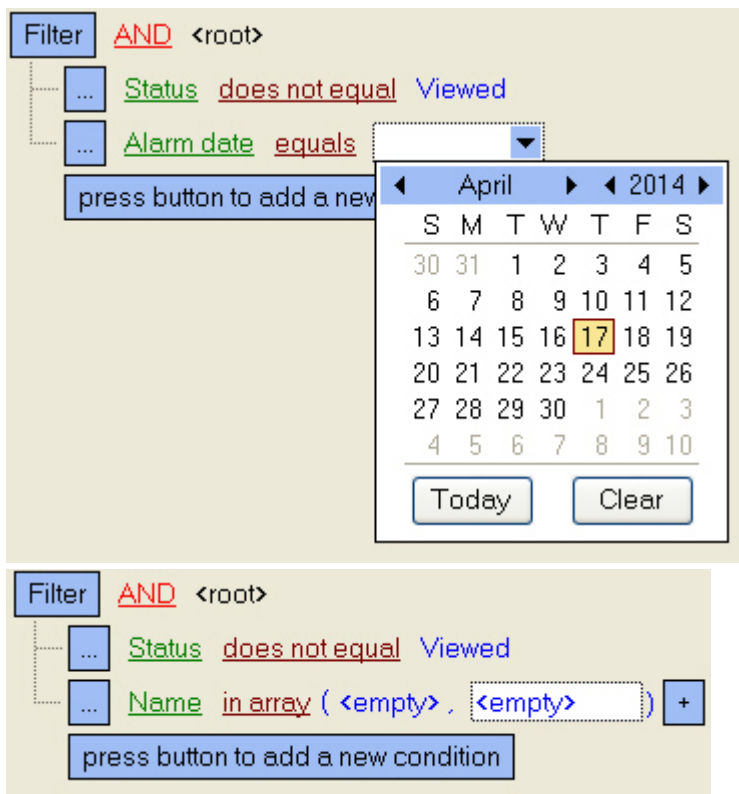 Filter AND <root>
... Status does not equal Viewed
... Alarm date equals
press button to add a new
April 2014
S M T W T F S
30 31 1 2 3 4 5
6 7 8 9 10 11 12
13 14 15 16 17 18 19
20 21 22 23 24 25 26
27 28 29 30 1 2 3
4 5 6 7 8 9 10
Today Clear
Filter AND <root>
... Status does not equal Viewed
... Name in array ( <empty> , <empty> ) +
press button to add a new condition